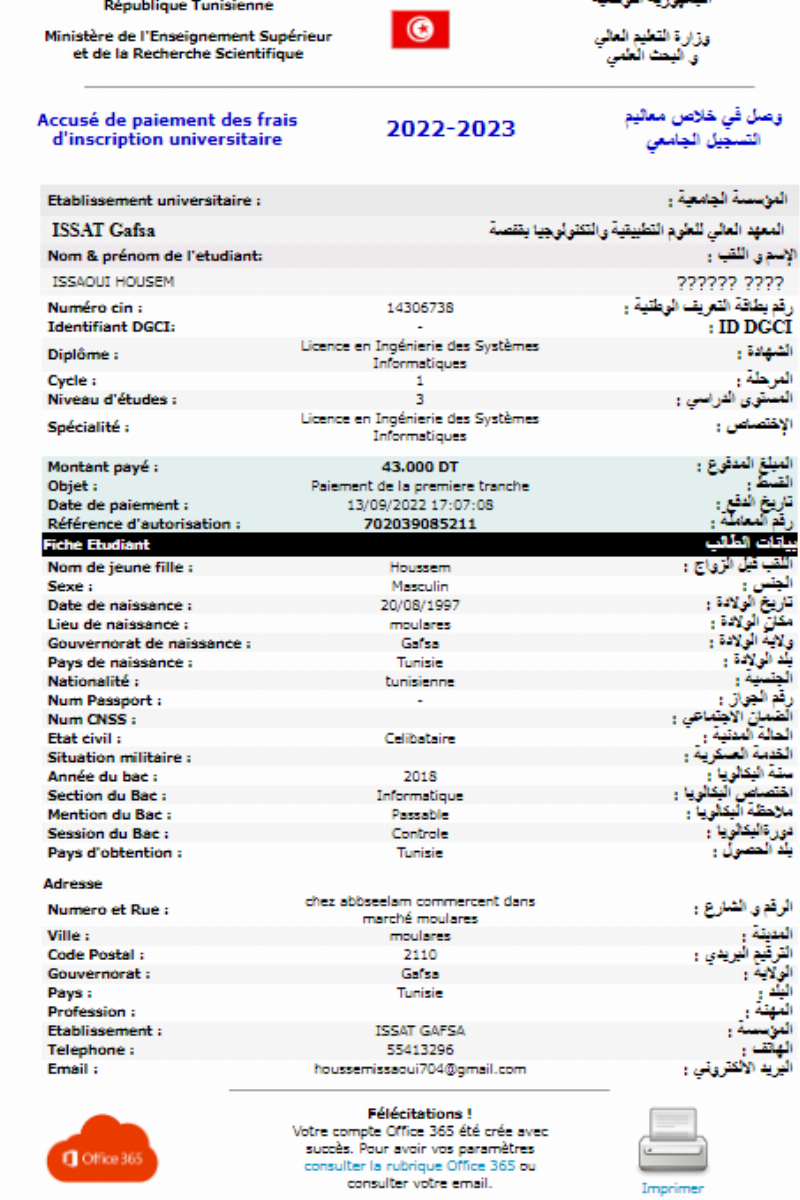 République Tunisienne
Ministère de l'Enseignement Supérieur
et de la Recherche Scientifique
وزارة التعليم العالي
و البحث العلمي
Accusé de paiement des frais
d'inscription universitaire
2022-2023
وصل في خلاص معاليم
التسجيل الجامعي
Etablissement universitaire : المؤسسة الجامعية :
ISSAT Gafsa المعهد العالي للعلوم التطبيقية والتكنولوجيا بقفصة
Nom & prénom de l'etudiant: الإسم و اللقب :
ISSAOUI HOUSEM ?????? ????
Numéro cin : 14306738 رقم بطاقة التعريف الوطنية :
Identifiant DGCI: - ID DGCI :
Diplôme : Licence en Ingénierie des Systèmes
Informatiques الشهادة :
Cycle : 1 المرحلة :
Niveau d'études : 3 المستوى الدراسي :
Spécialité : Licence en Ingénierie des Systèmes
Informatiques الإختصاص :
Montant payé : 43.000 DT المبلغ المدفوع :
Objet : Paiement de la premiere tranche القسط :
Date de paiement : 13/09/2022 17:07:08 تاريخ الدفع :
Référence d'autorisation : 702039085211 رقم المعاملة :
Fiche Etudiant بيانات الطالب
Nom de jeune fille : Houssem اللقب قبل الزواج :
Sexe : Masculin الجنس :
Date de naissance : 20/08/1997 تاريخ الولادة :
Lieu de naissance : moulares مكان الولادة :
Gouvernorat de naissance : Gafsa ولاية الولادة :
Pays de naissance : Tunisie بلد الولادة :
Nationalité : tunisienne الجنسية :
Num Passport : - رقم الجواز :
Num CNSS : الضمان الاجتماعي :
Etat civil : Celibataire الحالة المدنية :
Situation militaire : الخدمة العسكرية :
Année du bac : 2018 سنة البكالويا :
Section du Bac : Informatique اختصاص البكالويا :
Mention du Bac : Passable ملاحظة البكالويا :
Session du Bac : Controle دورةالبكالويا :
Pays d'obtention : Tunisie بلد الحصول :
Adresse
Numero et Rue : chez abbseelam commercent dans
marché moulares الرقم و الشارع :
Ville : moulares المدينة :
Code Postal : 2110 الترقيم البريدي :
Gouvernorat : Gafsa الولاية :
Pays : Tunisie البلد :
Profession : المهنة :
Etablissement : ISSAT GAFSA المؤسسة :
Telephone : 55413296 الهاتف :
Email : houssemissaoui704@gmail.com البريد الالكتروني :
Office 365
Félécitations !
Votre compte Office 365 été crée avec
succès. Pour avoir vos paramètres
consulter la rubrique Office 365 ou
consulter votre email.
Imprimer